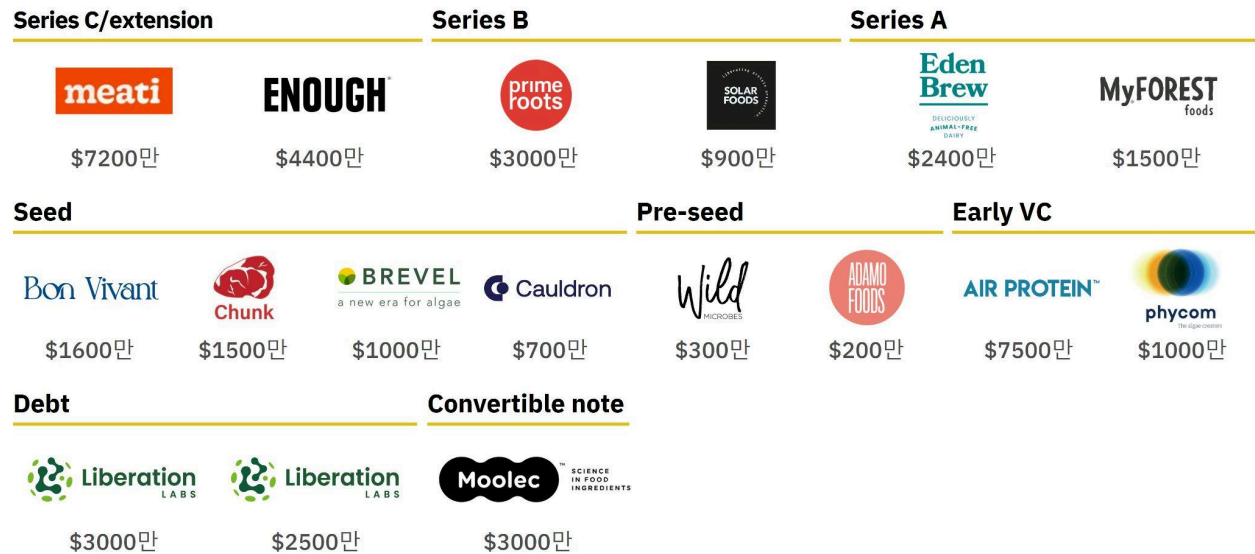 Series C/extension
Series B
Series A
meati
ENOUGH
prime
roots
SOLAR
FOODS
Eden
Brew
DELICIOUSLY
ANIMAL-FREE
DAIRY
MyFOREST
foods
$7200만
$4400만
$3000만
$900만
$2400만
$1500만
Seed
Pre-seed
Early VC
Bon Vivant
Chunk
BREVEL
a new era for algae
Cauldron
Wild
MICROBES
ADAMO
FOODS
AIR PROTEIN™
phycom
The algae creators
$1600만
$1500만
$1000만
$700만
$300만
$200만
$7500만
$1000만
Debt
Convertible note
Liberation
LABS
Liberation
LABS
Moolec™
SCIENCE
IN FOOD
INGREDIENTS
$3000만
$2500만
$3000만